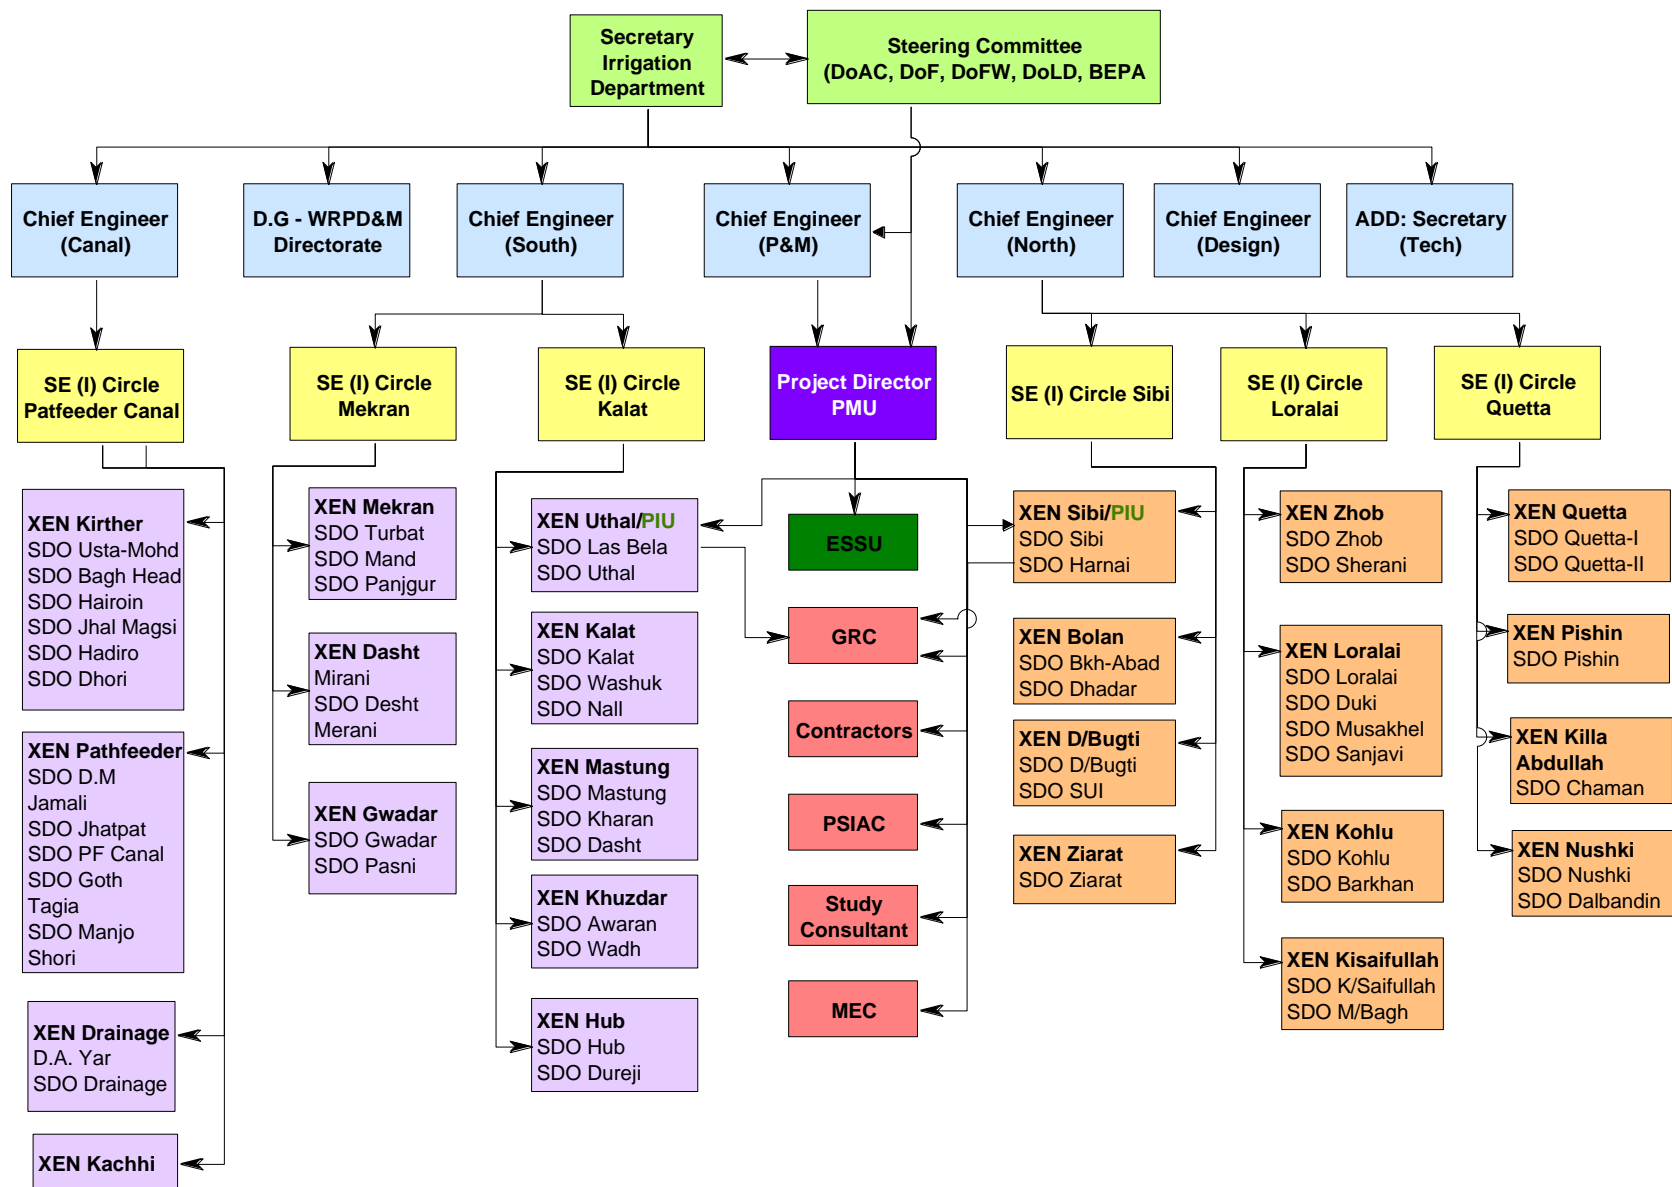 Secretary
Irrigation
Department
Steering Committee
(DoAC, DoF, DoFW, DoLD, BEPA
Chief Engineer
(Canal)
D.G - WRPD&M
Directorate
Chief Engineer
(South)
Chief Engineer
(P&M)
Chief Engineer
(North)
Chief Engineer
(Design)
ADD: Secretary
(Tech)
SE (I) Circle
Patfeeder Canal
SE (I) Circle
Mekran
SE (I) Circle
Kalat
Project Director
PMU
SE (I) Circle Sibi
SE (I) Circle
Loralai
SE (I) Circle
Quetta
XEN Kirther
SDO Usta-Mohd
SDO Bagh Head
SDO Hairoin
SDO Jhal Magsi
SDO Hadiro
SDO Dhori
XEN Pathfeeder
SDO D.M
Jamali
SDO Jhatpat
SDO PF Canal
SDO Goth
Tagia
SDO Manjo
Shori
XEN Drainage
D.A. Yar
SDO Drainage
XEN Kachhi
XEN Mekran
SDO Turbat
SDO Mand
SDO Panjgur
XEN Dasht
Mirani
SDO Desht
Merani
XEN Gwadar
SDO Gwadar
SDO Pasni
XEN Uthal/PIU
SDO Las Bela
SDO Uthal
XEN Kalat
SDO Kalat
SDO Washuk
SDO Nall
XEN Mastung
SDO Mastung
SDO Kharan
SDO Dasht
XEN Khuzdar
SDO Awaran
SDO Wadh
XEN Hub
SDO Hub
SDO Dureji
ESSU
GRC
Contractors
PSIAC
Study
Consultant
MEC
XEN Sibi/PIU
SDO Sibi
SDO Harnai
XEN Bolan
SDO Bkh-Abad
SDO Dhadar
XEN D/Bugti
SDO D/Bugti
SDO SUI
XEN Ziarat
SDO Ziarat
XEN Zhob
SDO Zhob
SDO Sherani
XEN Loralai
SDO Loralai
SDO Duki
SDO Musakhel
SDO Sanjavi
XEN Kohlu
SDO Kohlu
SDO Barkhan
XEN Kisaifullah
SDO K/Saifullah
SDO M/Bagh
XEN Quetta
SDO Quetta-I
SDO Quetta-II
XEN Pishin
SDO Pishin
XEN Killa
Abdullah
SDO Chaman
XEN Nushki
SDO Nushki
SDO Dalbandin